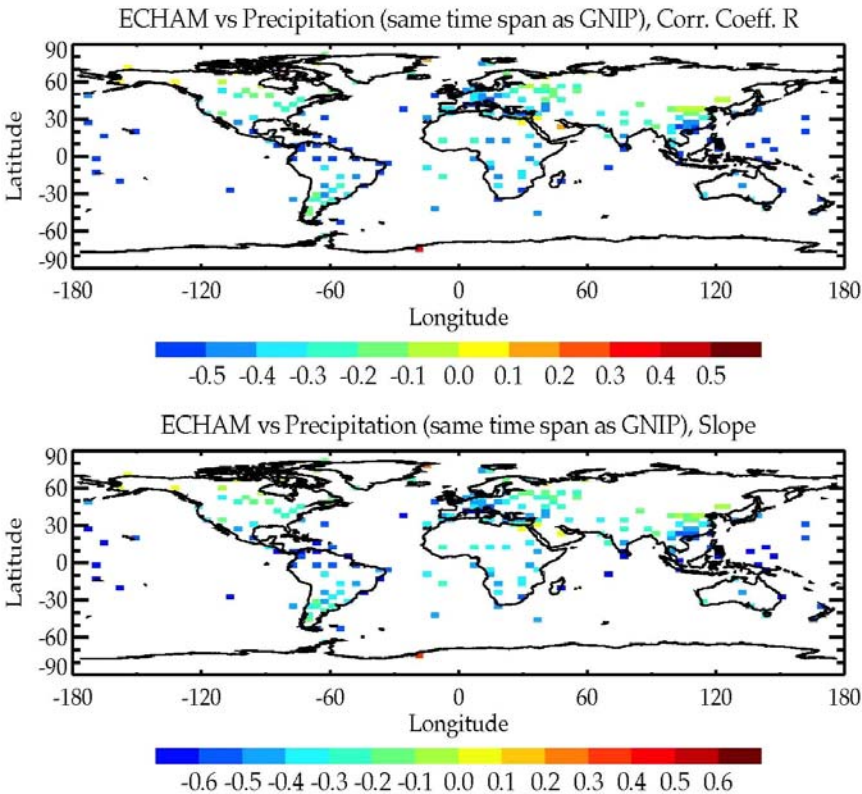 ECHAM vs Precipitation (same time span as GNIP), Corr. Coeff. R
90
60
30
0
-30
-60
-90
Latitude
-180 -120 -60 0 60 120 180
Longitude
-0.5 -0.4 -0.3 -0.2 -0.1 0.0 0.1 0.2 0.3 0.4 0.5
ECHAM vs Precipitation (same time span as GNIP), Slope
90
60
30
0
-30
-60
-90
Latitude
-180 -120 -60 0 60 120 180
Longitude
-0.6 -0.5 -0.4 -0.3 -0.2 -0.1 0.0 0.1 0.2 0.3 0.4 0.5 0.6